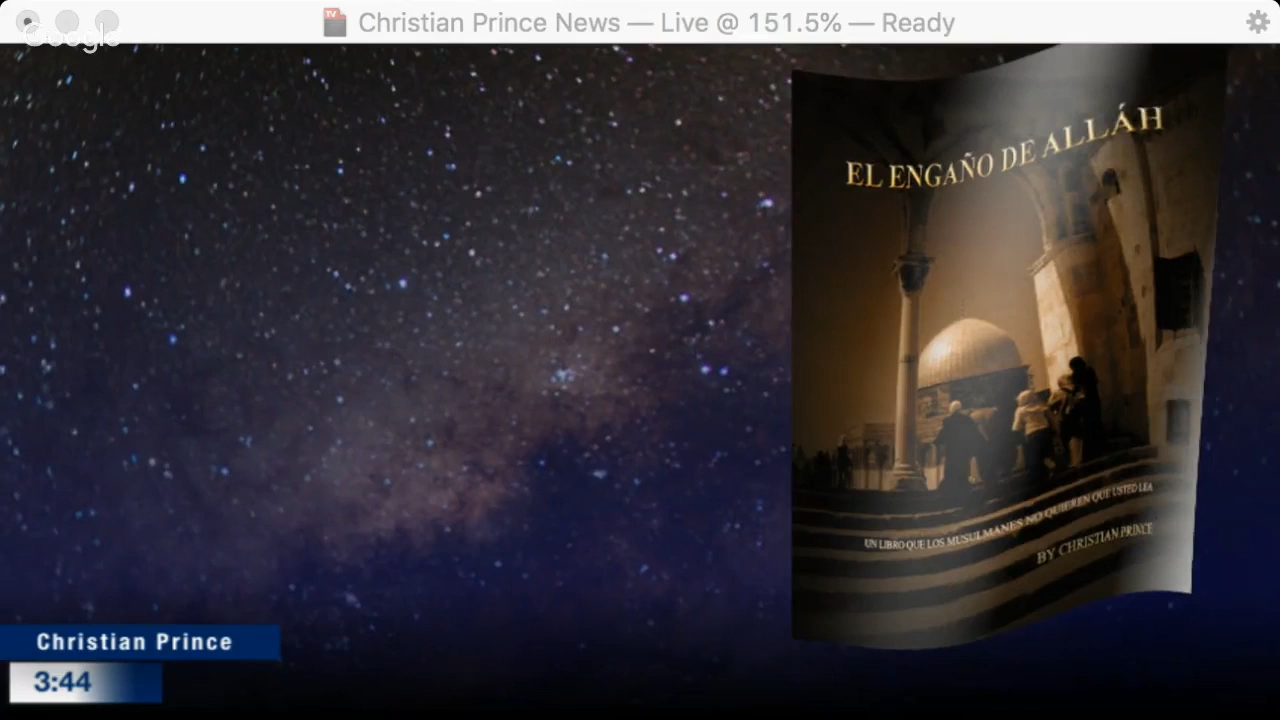 Christian Prince News — Live @ 151.5% — Ready
Google
EL ENGAÑO DE ALLÁH
UN LIBRO QUE LOS MUSULMANES NO QUIEREN QUE USTED LEA
BY CHRISTIAN PRINCE
Christian Prince
3:44